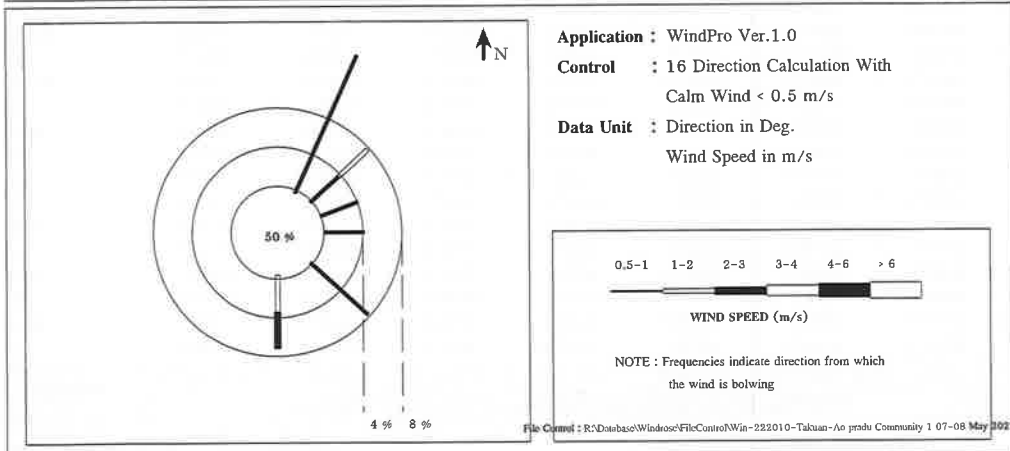 N
50 %
4 % 8 %
Application : WindPro Ver.1.0
Control : 16 Direction Calculation With
Calm Wind < 0.5 m/s
Data Unit : Direction in Deg.
Wind Speed in m/s
0.5-1 1-2 2-3 3-4 4-6 > 6
WIND SPEED (m/s)
NOTE : Frequencies indicate direction from which
the wind is bolwing
File Control : R:\Database\Windrose\FileControl\Win-222010-Takuan-Ao pradu Community 1 07-08 May 202